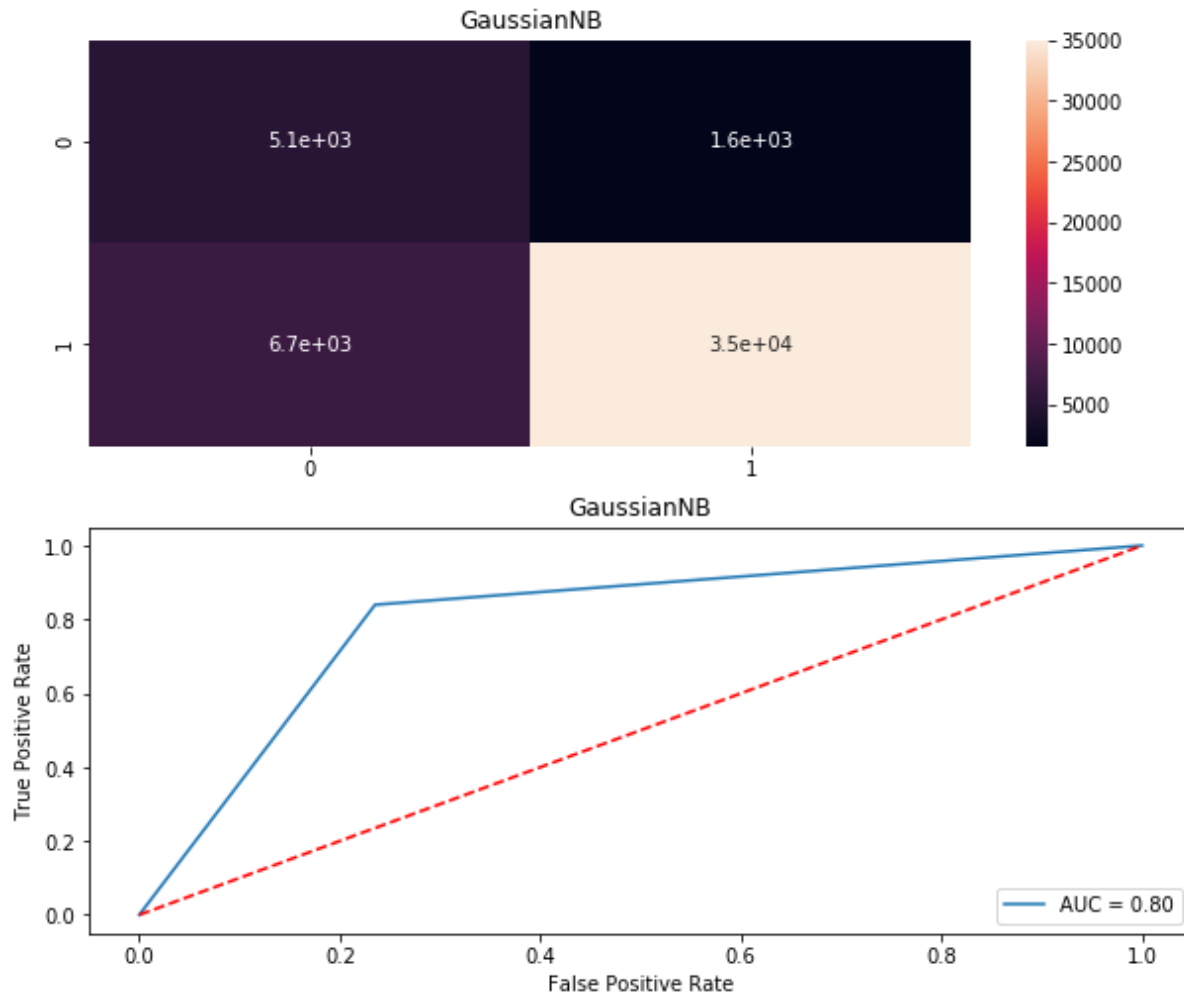 GaussianNB
0
5.1e+03 1.6e+03
1
6.7e+03 3.5e+04
0 1
35000
30000
25000
20000
15000
10000
5000
GaussianNB
True Positive Rate
1.0
0.8
0.6
0.4
0.2
0.0
AUC = 0.80
0.0 0.2 0.4 0.6 0.8 1.0
False Positive Rate